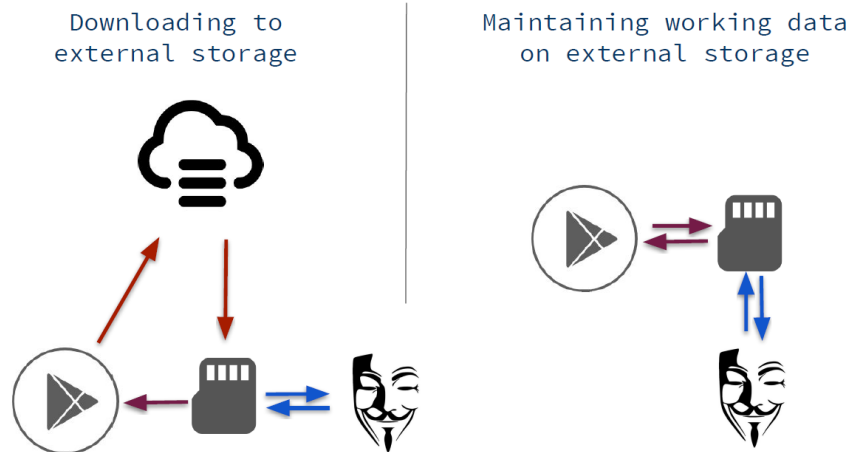 Downloading to
external storage
Maintaining working data
on external storage